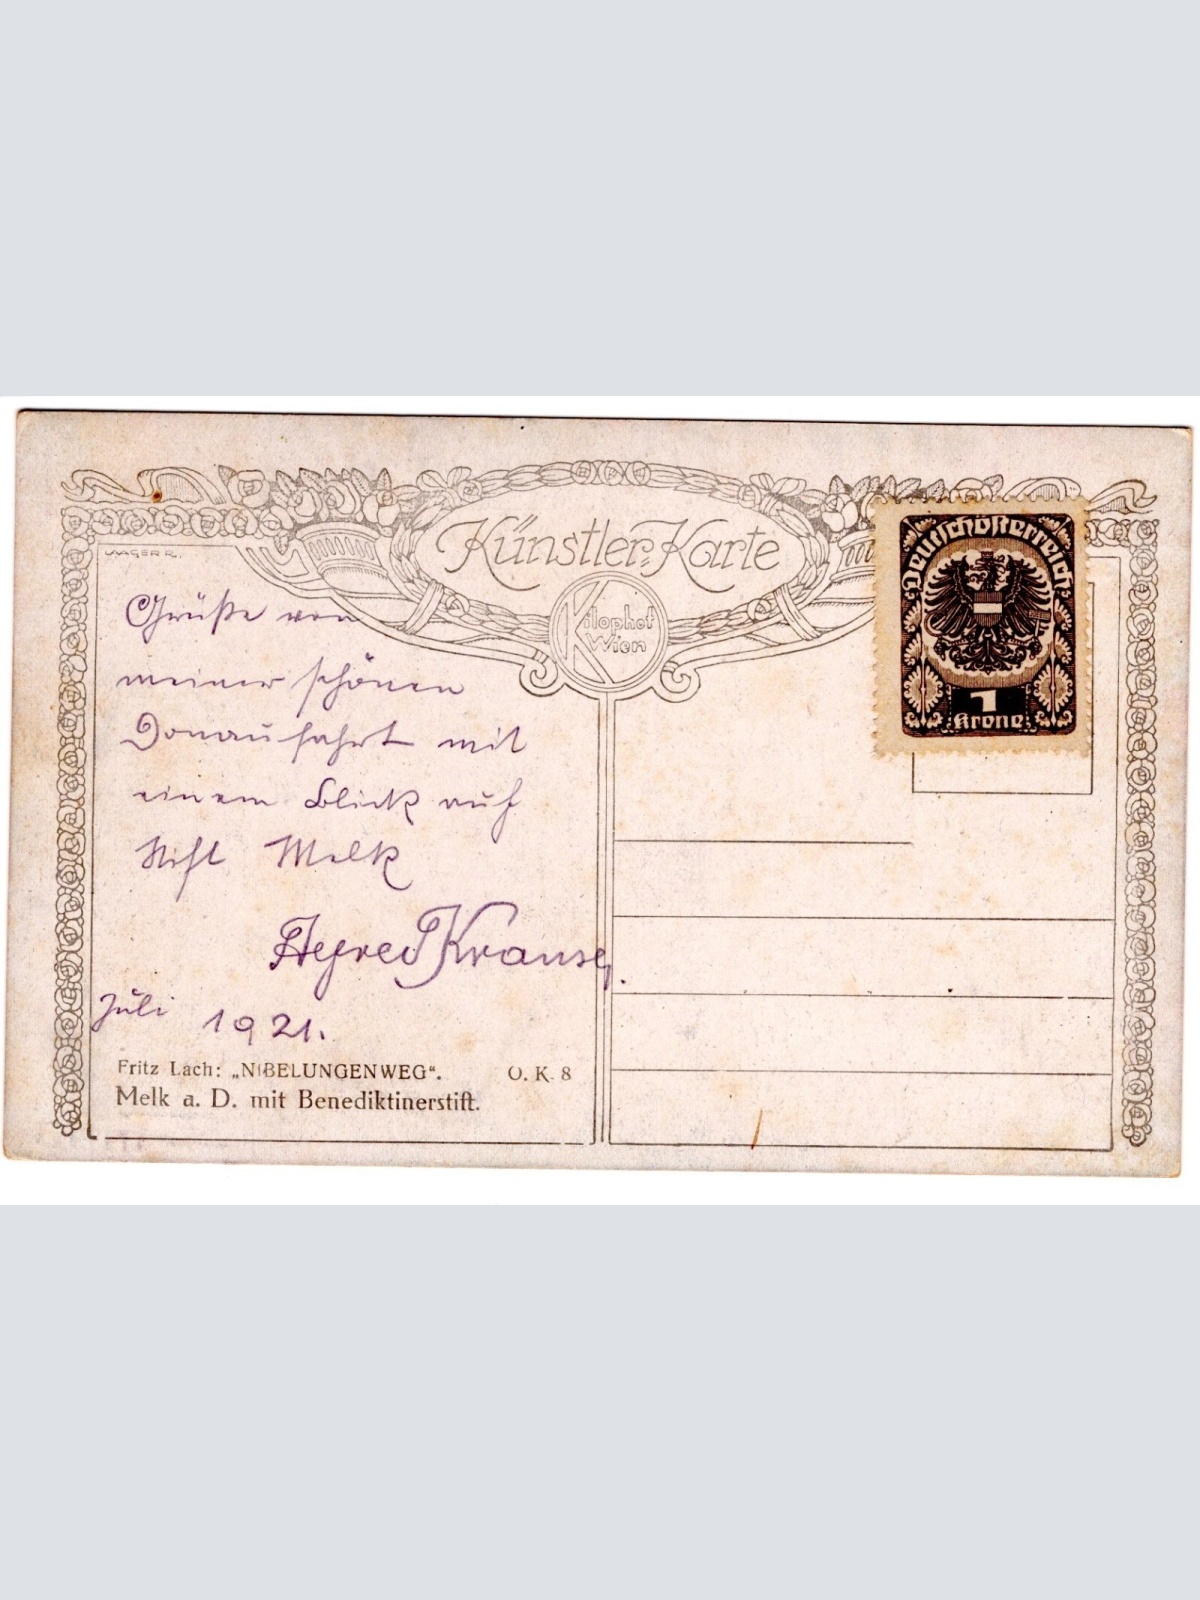 Künstler-Karte
Kilophot
Wien
Deutschösterreich
1
Krone
Grüße von
meiner schönen
Donaufahrt mit
einem Blick auf
Stift Melk
Alfred Krause.
Juli 1921.
Fritz Lach: „NIBELUNGENWEG“. O. K. 8
Melk a. D. mit Benediktinerstift.